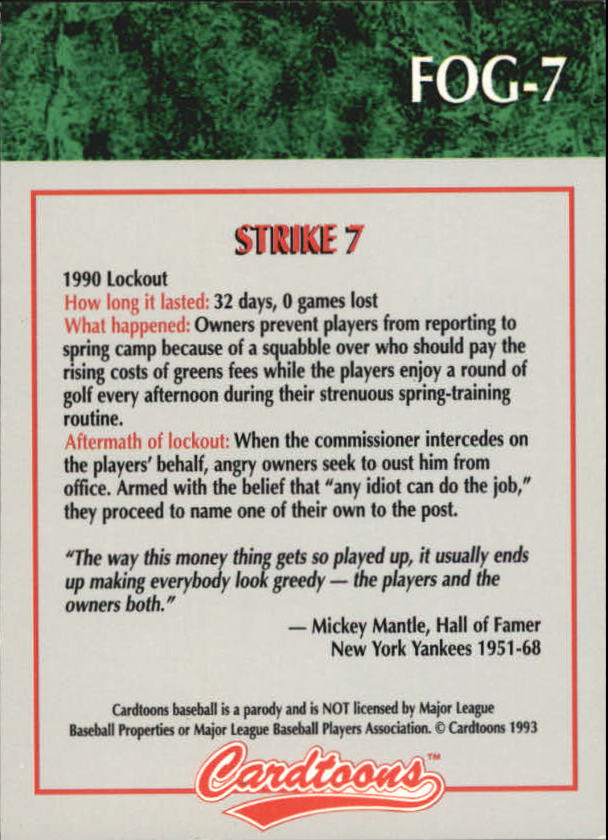 FOG-7
STRIKE 7
1990 Lockout
How long it lasted: 32 days, 0 games lost
What happened: Owners prevent players from reporting to
spring camp because of a squabble over who should pay the
rising costs of greens fees while the players enjoy a round of
golf every afternoon during their strenuous spring-training
routine.
Aftermath of lockout: When the commissioner intercedes on
the players' behalf, angry owners seek to oust him from
office. Armed with the belief that “any idiot can do the job,”
they proceed to name one of their own to the post.
“The way this money thing gets so played up, it usually ends
up making everybody look greedy — the players and the
owners both.”
— Mickey Mantle, Hall of Famer
New York Yankees 1951-68
Cardtoons baseball is a parody and is NOT licensed by Major League
Baseball Properties or Major League Baseball Players Association. © Cardtoons 1993
Cardtoons™